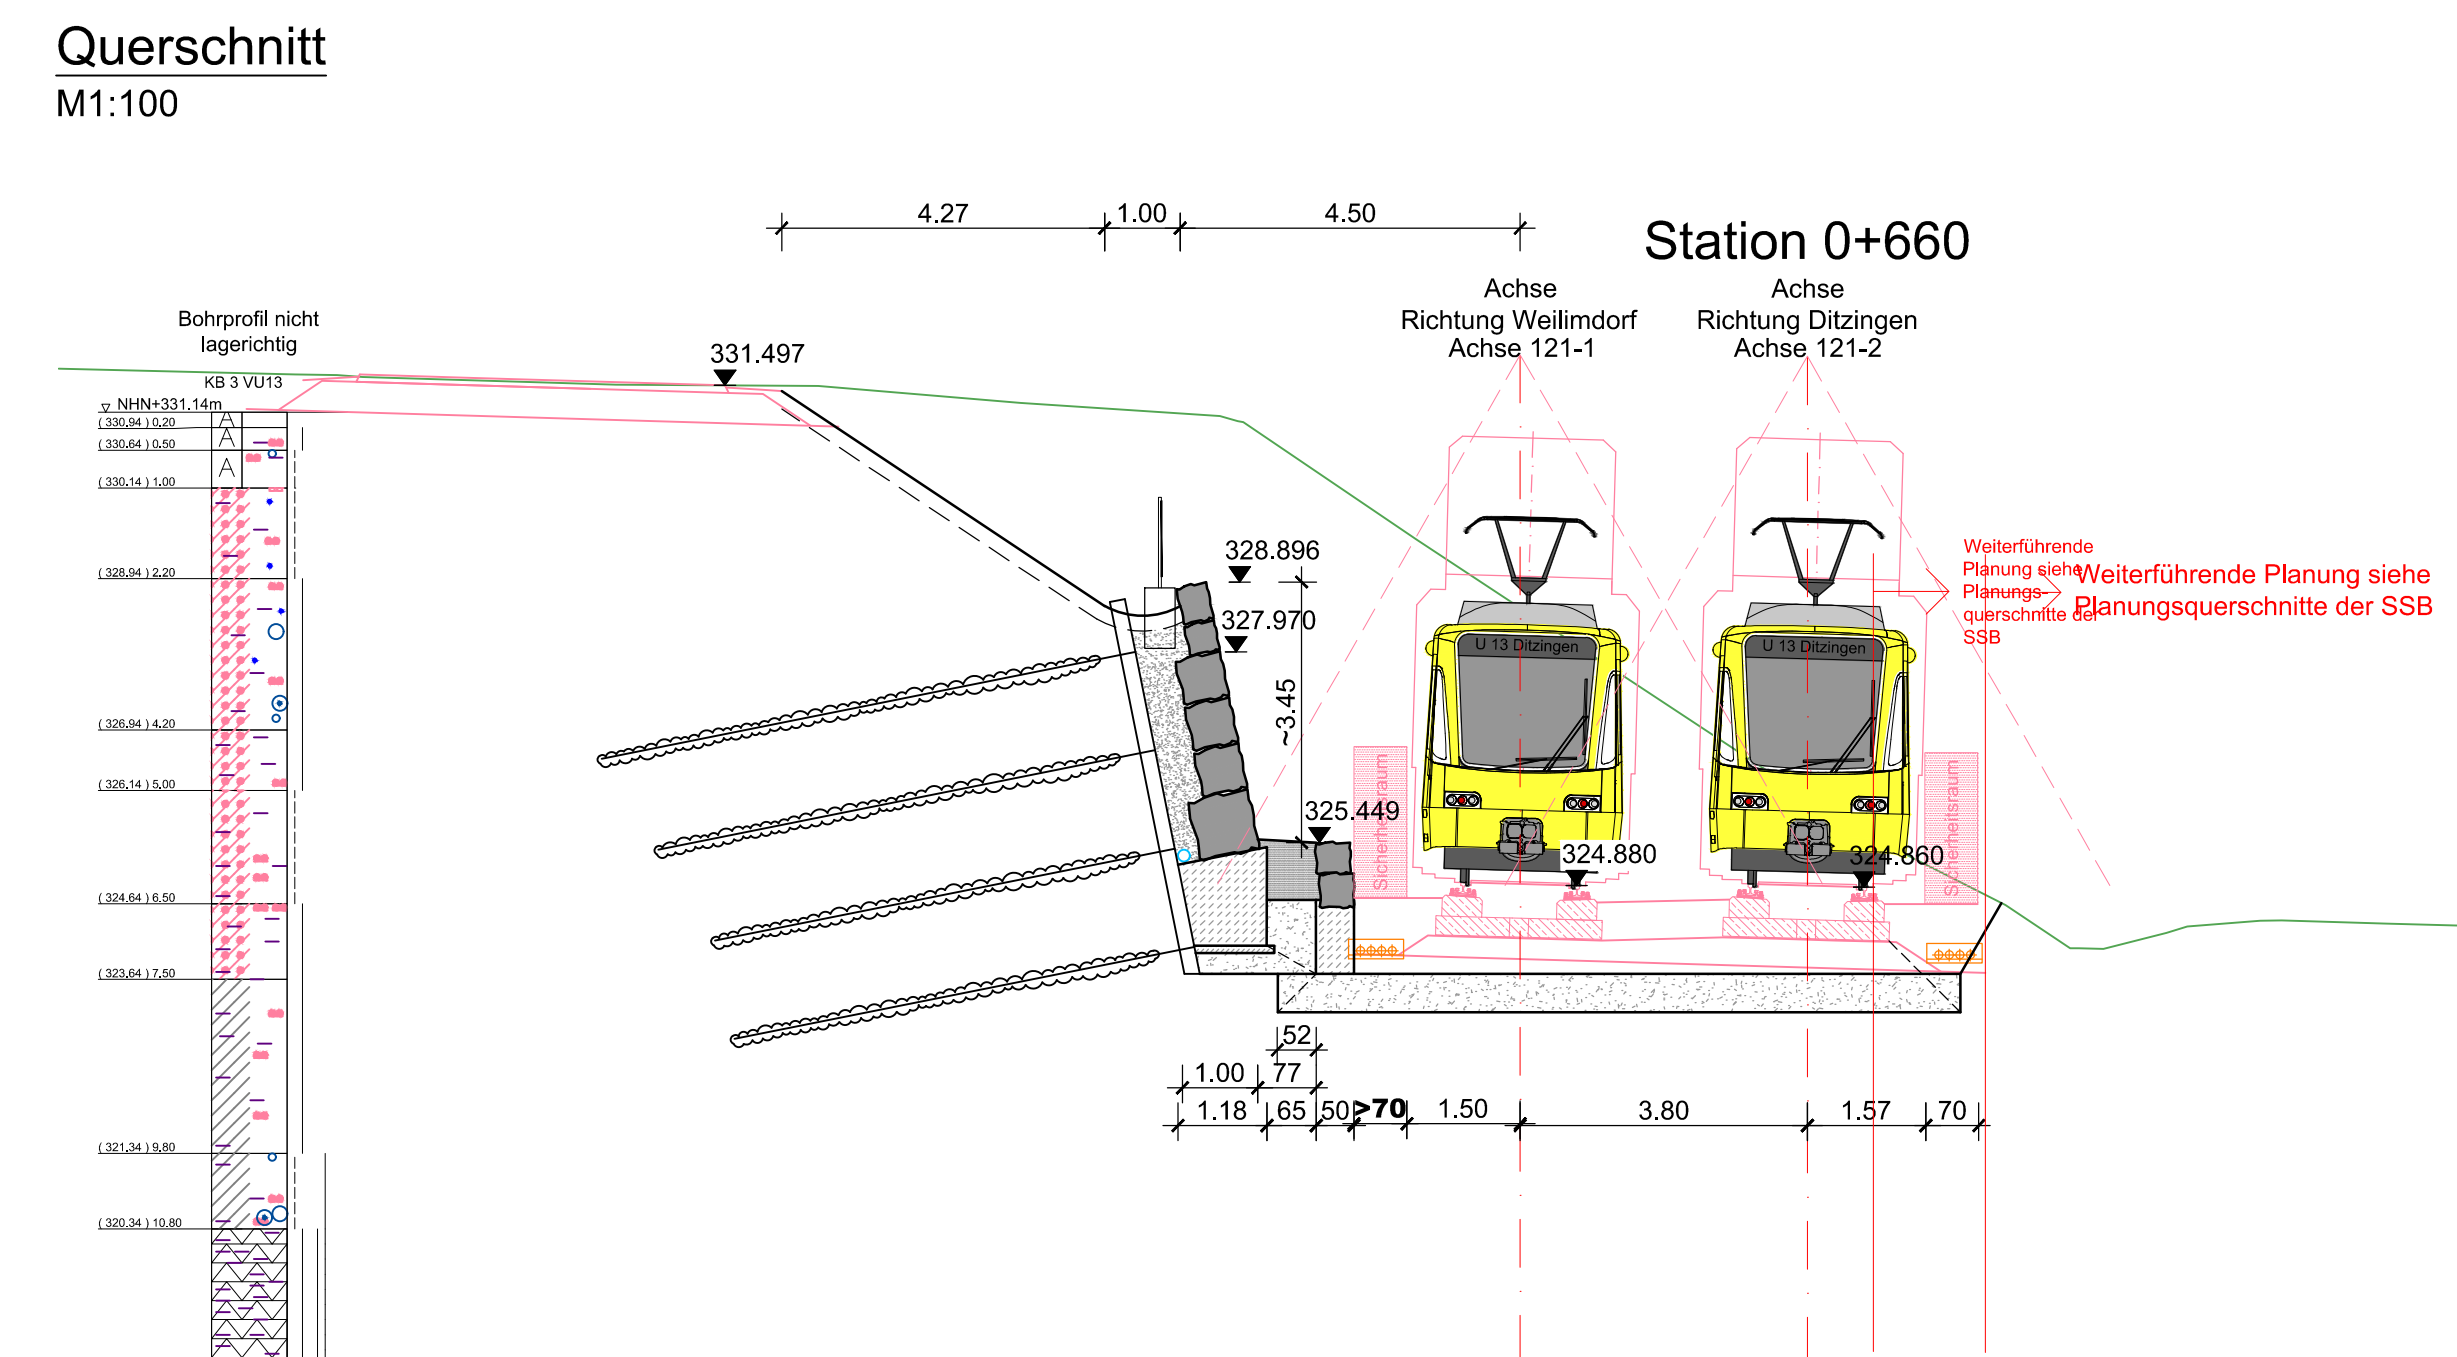 Querschnitt
M1:100
4.27
1.00
4.50
Station 0+660
Achse
Richtung Weilimdorf
Achse 121-1
Achse
Richtung Ditzingen
Achse 121-2
Bohrprofil nicht
lagerichtig
KB 3 VU13
NHN+331.14m
331.497
(330.94) 0.20
(330.64) 0.50
(330.14) 1.00
(328.94) 2.20
(326.94) 4.20
(326.14) 5.00
(324.64) 6.50
(323.64) 7.50
(321.34) 9.80
(320.34) 10.80
A
A
A
328.896
327.970
~3.45
325.449
Sicherheitsraum
U 13 Ditzingen
U 13 Ditzingen
324.880
324.860
Sicherheitsraum
Weiterführende
Planung siehe
Planungs-
querschnitte der
SSB
Weiterführende Planung siehe
Planungsquerschnitte der SSB
52
1.00
77
1.18
65
50
>70
1.50
3.80
1.57
70